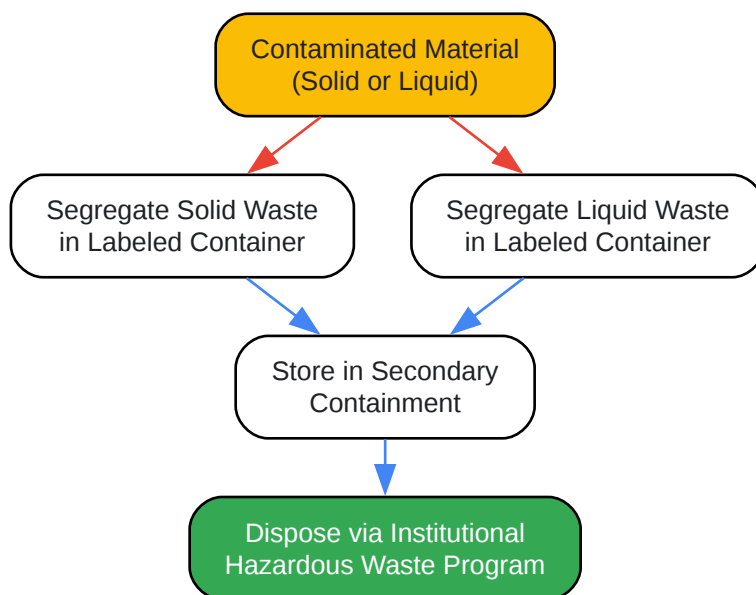 Contaminated Material
(Solid or Liquid)
Segregate Solid Waste
in Labeled Container
Segregate Liquid Waste
in Labeled Container
Store in Secondary
Containment
Dispose via Institutional
Hazardous Waste Program